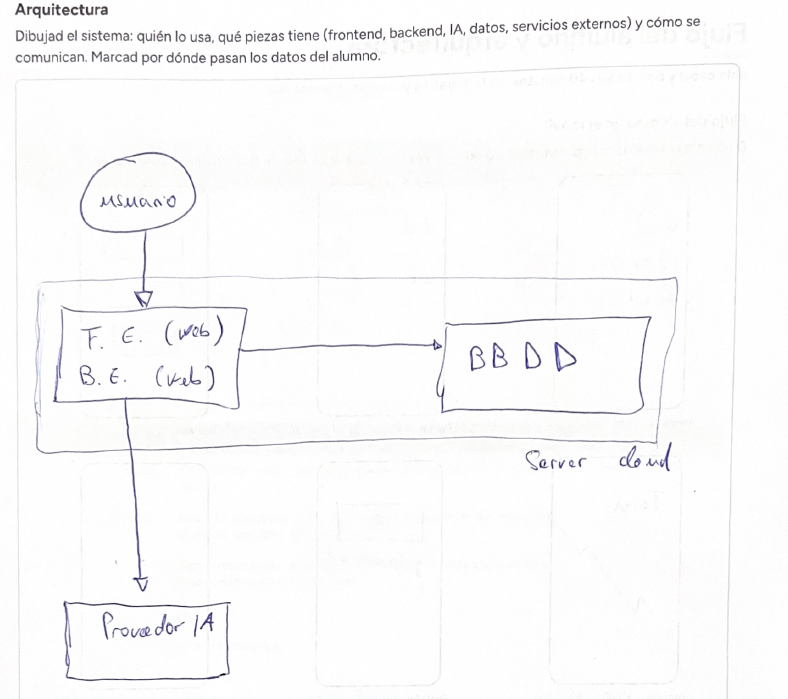 Arquitectura
Dibujad el sistema: quién lo usa, qué piezas tiene (frontend, backend, IA, datos, servicios externos) y cómo se
comunican. Marcad por dónde pasan los datos del alumno.
usuario
F. E. (web)
B.E. (web)
BBDD
Server cloud
Proveedor IA